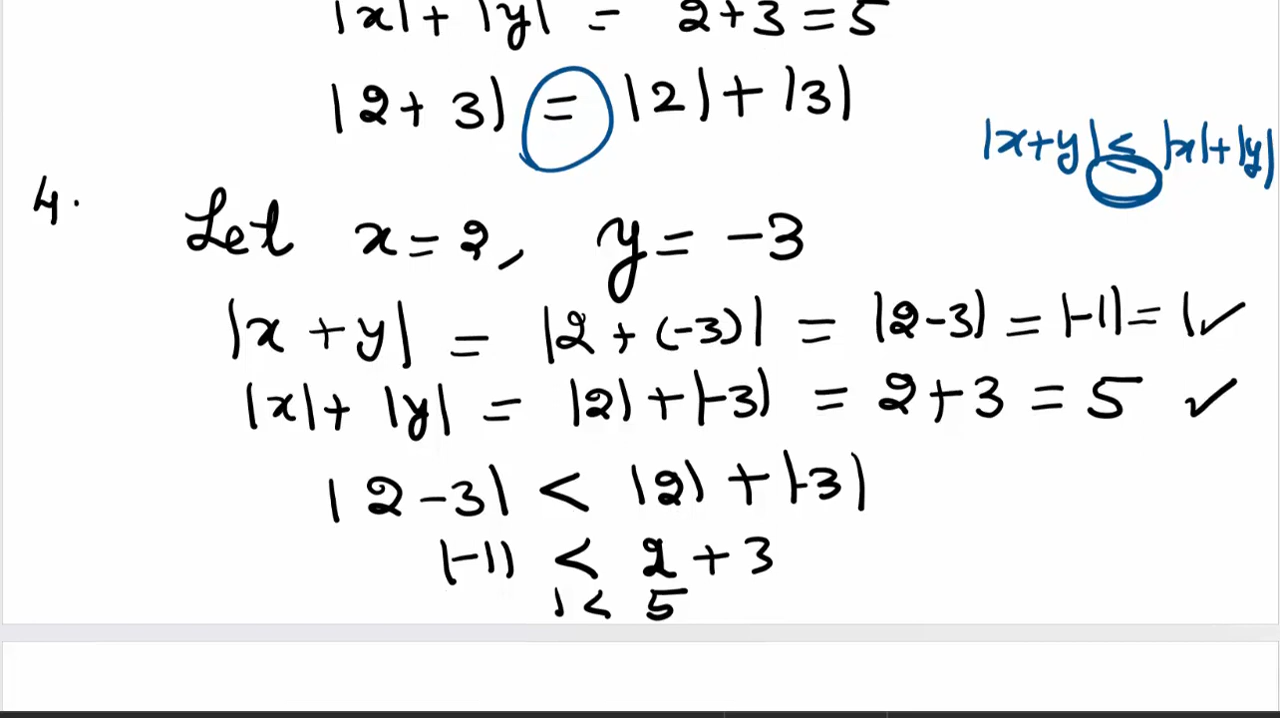 |x| + |y| = 2+3 = 5
|2+3| = |2| + |3|
|x+y| ≤ |x|+|y|
4. Let x=2, y= -3
|x + y| = |2 + (-3)| = |2-3| = |-1| = 1 ✓
|x| + |y| = |2| + |-3| = 2+3 = 5 ✓
|2-3| < |2| + |-3|
|-1| < 2 + 3
1 < 5